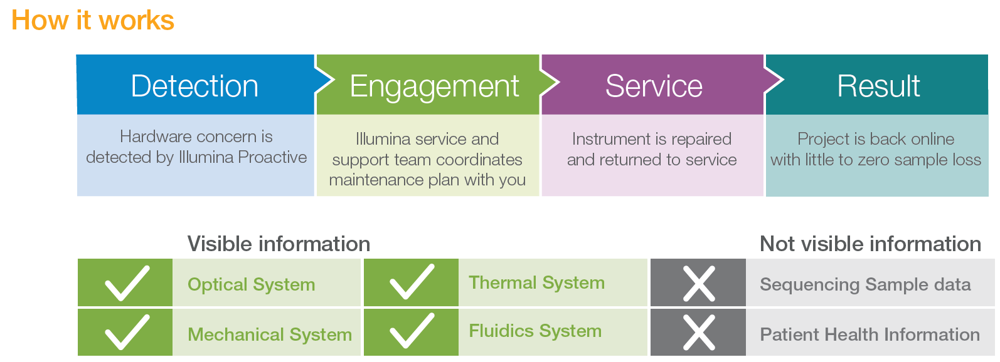 How it works
Detection
Engagement
Service
Result
Hardware concern is
detected by Illumina Proactive
Illumina service and
support team coordinates
maintenance plan with you
Instrument is repaired
and returned to service
Project is back online
with little to zero sample loss
Visible information
Not visible information
Optical System
Thermal System
Sequencing Sample data
Mechanical System
Fluidics System
Patient Health Information